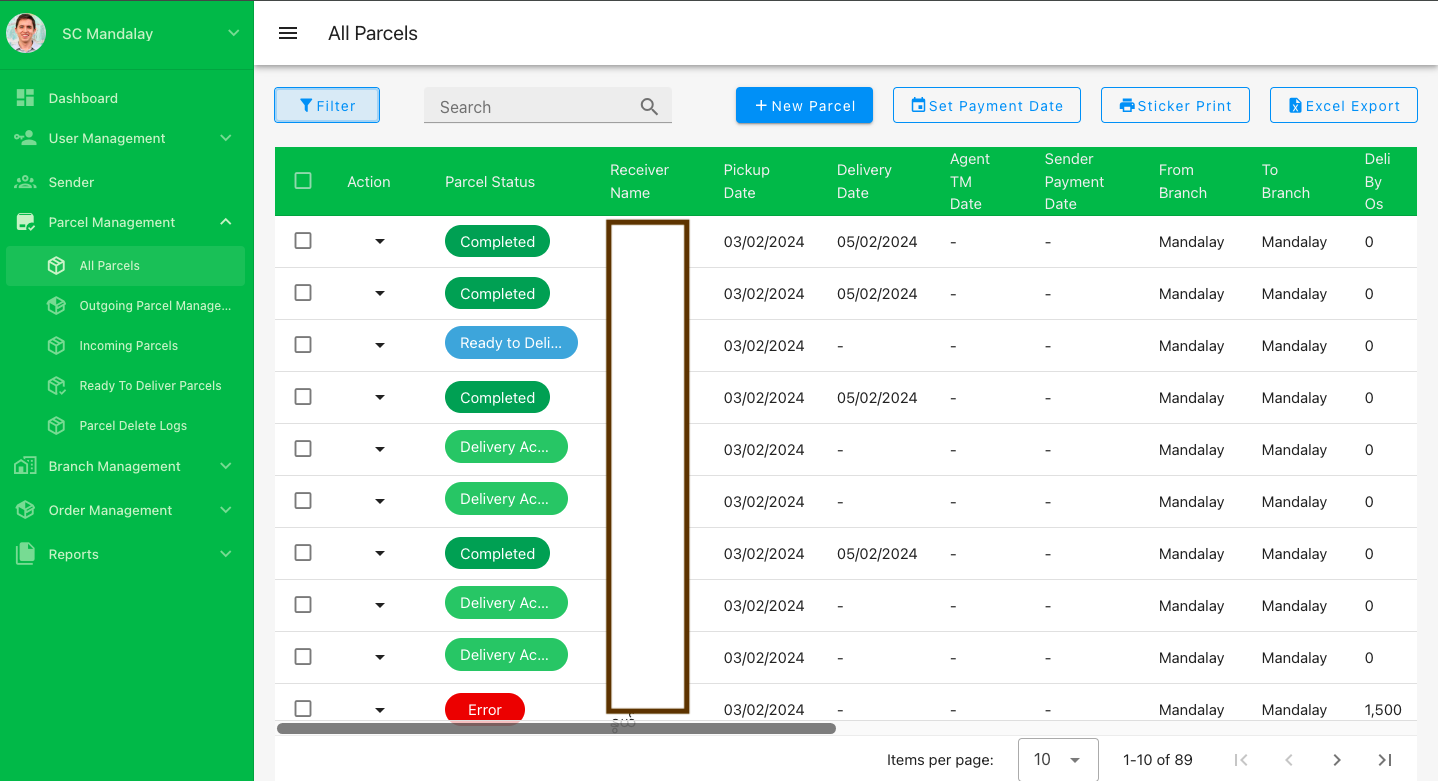 SC Mandalay
All Parcels
Dashboard
User Management
Sender
Parcel Management
All Parcels
Outgoing Parcel Manage...
Incoming Parcels
Ready To Deliver Parcels
Parcel Delete Logs
Branch Management
Order Management
Reports
Filter
Search
New Parcel
Set Payment Date
Sticker Print
Excel Export
Action Parcel Status Receiver Name Pickup Date Delivery Date Agent TM Date Sender Payment Date From Branch To Branch Deli By Os
Completed 03/02/2024 05/02/2024 - - Mandalay Mandalay 0
Completed 03/02/2024 05/02/2024 - - Mandalay Mandalay 0
Ready to Deli... 03/02/2024 - - - Mandalay Mandalay 0
Completed 03/02/2024 05/02/2024 - - Mandalay Mandalay 0
Delivery Ac... 03/02/2024 - - - Mandalay Mandalay 0
Delivery Ac... 03/02/2024 - - - Mandalay Mandalay 0
Completed 03/02/2024 05/02/2024 - - Mandalay Mandalay 0
Delivery Ac... 03/02/2024 - - - Mandalay Mandalay 0
Delivery Ac... 03/02/2024 - - - Mandalay Mandalay 0
Error 03/02/2024 - - - Mandalay Mandalay 1,500
Items per page: 10 1-10 of 89